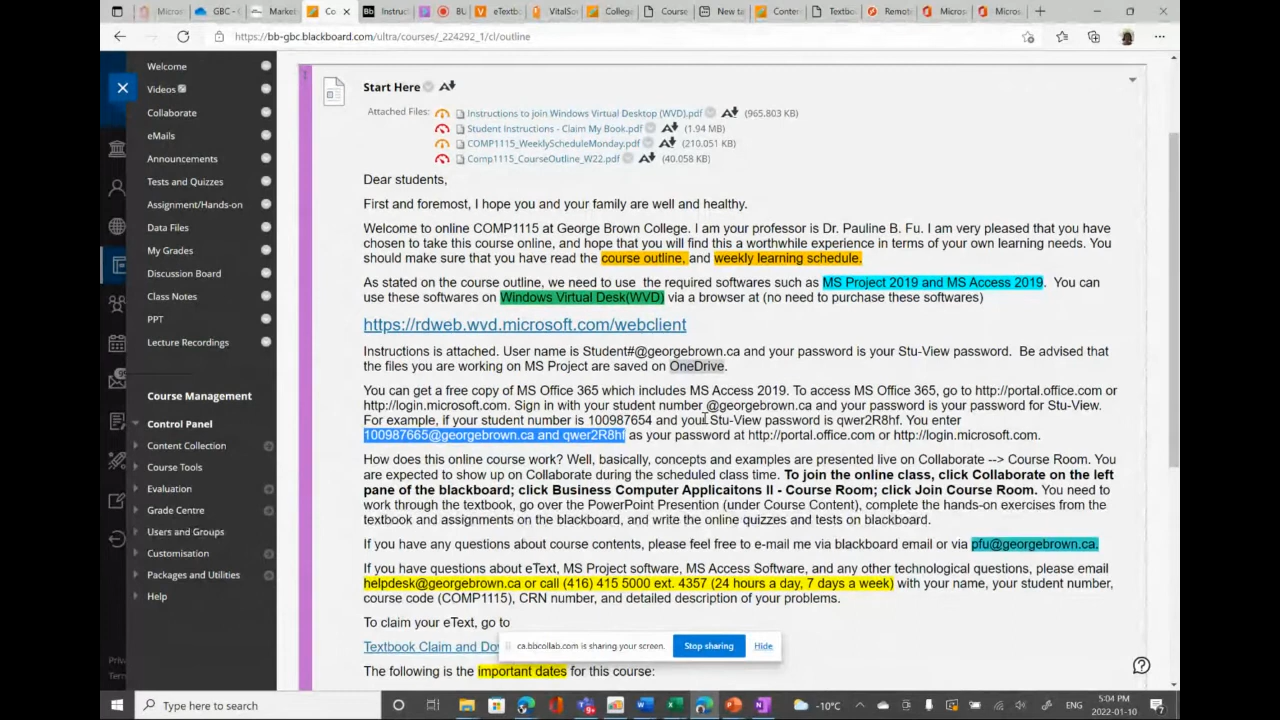 Micros
GBC - C
Market
Co
Instruc
BU
eTextb
VitalSo
College
Course
New ta
Conter
Textbo
Remote
Micros
Micros
https://bb-gbc.blackboard.com/ultra/courses/_224292_1/cl/outline
Welcome
Videos
Collaborate
eMails
Announcements
Tests and Quizzes
Assignment/Hands-on
Data Files
My Grades
Discussion Board
Class Notes
PPT
Lecture Recordings
Course Management
Control Panel
Content Collection
Course Tools
Evaluation
Grade Centre
Users and Groups
Customisation
Packages and Utilities
Help
Priva
Term
Start Here
Attached Files: Instructions to join Windows Virtual Desktop (WVD).pdf (965.803 KB)
Student Instructions - Claim My Book.pdf (1.94 MB)
COMP1115_WeeklyScheduleMonday.pdf (210.051 KB)
Comp1115_CourseOutline_W22.pdf (40.058 KB)
Dear students,
First and foremost, I hope you and your family are well and healthy.
Welcome to online COMP1115 at George Brown College. I am your professor is Dr. Pauline B. Fu. I am very pleased that you have
chosen to take this course online, and hope that you will find this a worthwhile experience in terms of your own learning needs. You
should make sure that you have read the course outline, and weekly learning schedule.
As stated on the course outline, we need to use the required softwares such as MS Project 2019 and MS Access 2019. You can
use these softwares on Windows Virtual Desk(WVD) via a browser at (no need to purchase these softwares)
https://rdweb.wvd.microsoft.com/webclient
Instructions is attached. User name is Student#@georgebrown.ca and your password is your Stu-View password. Be advised that
the files you are working on MS Project are saved on OneDrive.
You can get a free copy of MS Office 365 which includes MS Access 2019. To access MS Office 365, go to http://portal.office.com or
http://login.microsoft.com. Sign in with your student number @georgebrown.ca and your password is your password for Stu-View.
For example, if your student number is 100987654 and your Stu-View password is qwer2R8hf. You enter
100987665@georgebrown.ca and qwer2R8hf as your password at http://portal.office.com or http://login.microsoft.com.
How does this online course work? Well, basically, concepts and examples are presented live on Collaborate --> Course Room. You
are expected to show up on Collaborate during the scheduled class time. To join the online class, click Collaborate on the left
pane of the blackboard; click Business Computer Applicaitons II - Course Room; click Join Course Room. You need to
work through the textbook, go over the PowerPoint Presention (under Course Content), complete the hands-on exercises from the
textbook and assignments on the blackboard, and write the online quizzes and tests on blackboard.
If you have any questions about course contents, please feel free to e-mail me via blackboard email or via pfu@georgebrown.ca.
If you have questions about eText, MS Project software, MS Access Software, and any other technological questions, please email
helpdesk@georgebrown.ca or call (416) 415 5000 ext. 4357 (24 hours a day, 7 days a week) with your name, your student number,
course code (COMP1115), CRN number, and detailed description of your problems.
To claim your eText, go to
Textbook Claim and Do
ca.bbcollab.com is sharing your screen. Stop sharing Hide
The following is the important dates for this course:
Type here to search
-10°C
5:04 PM
2022-01-10